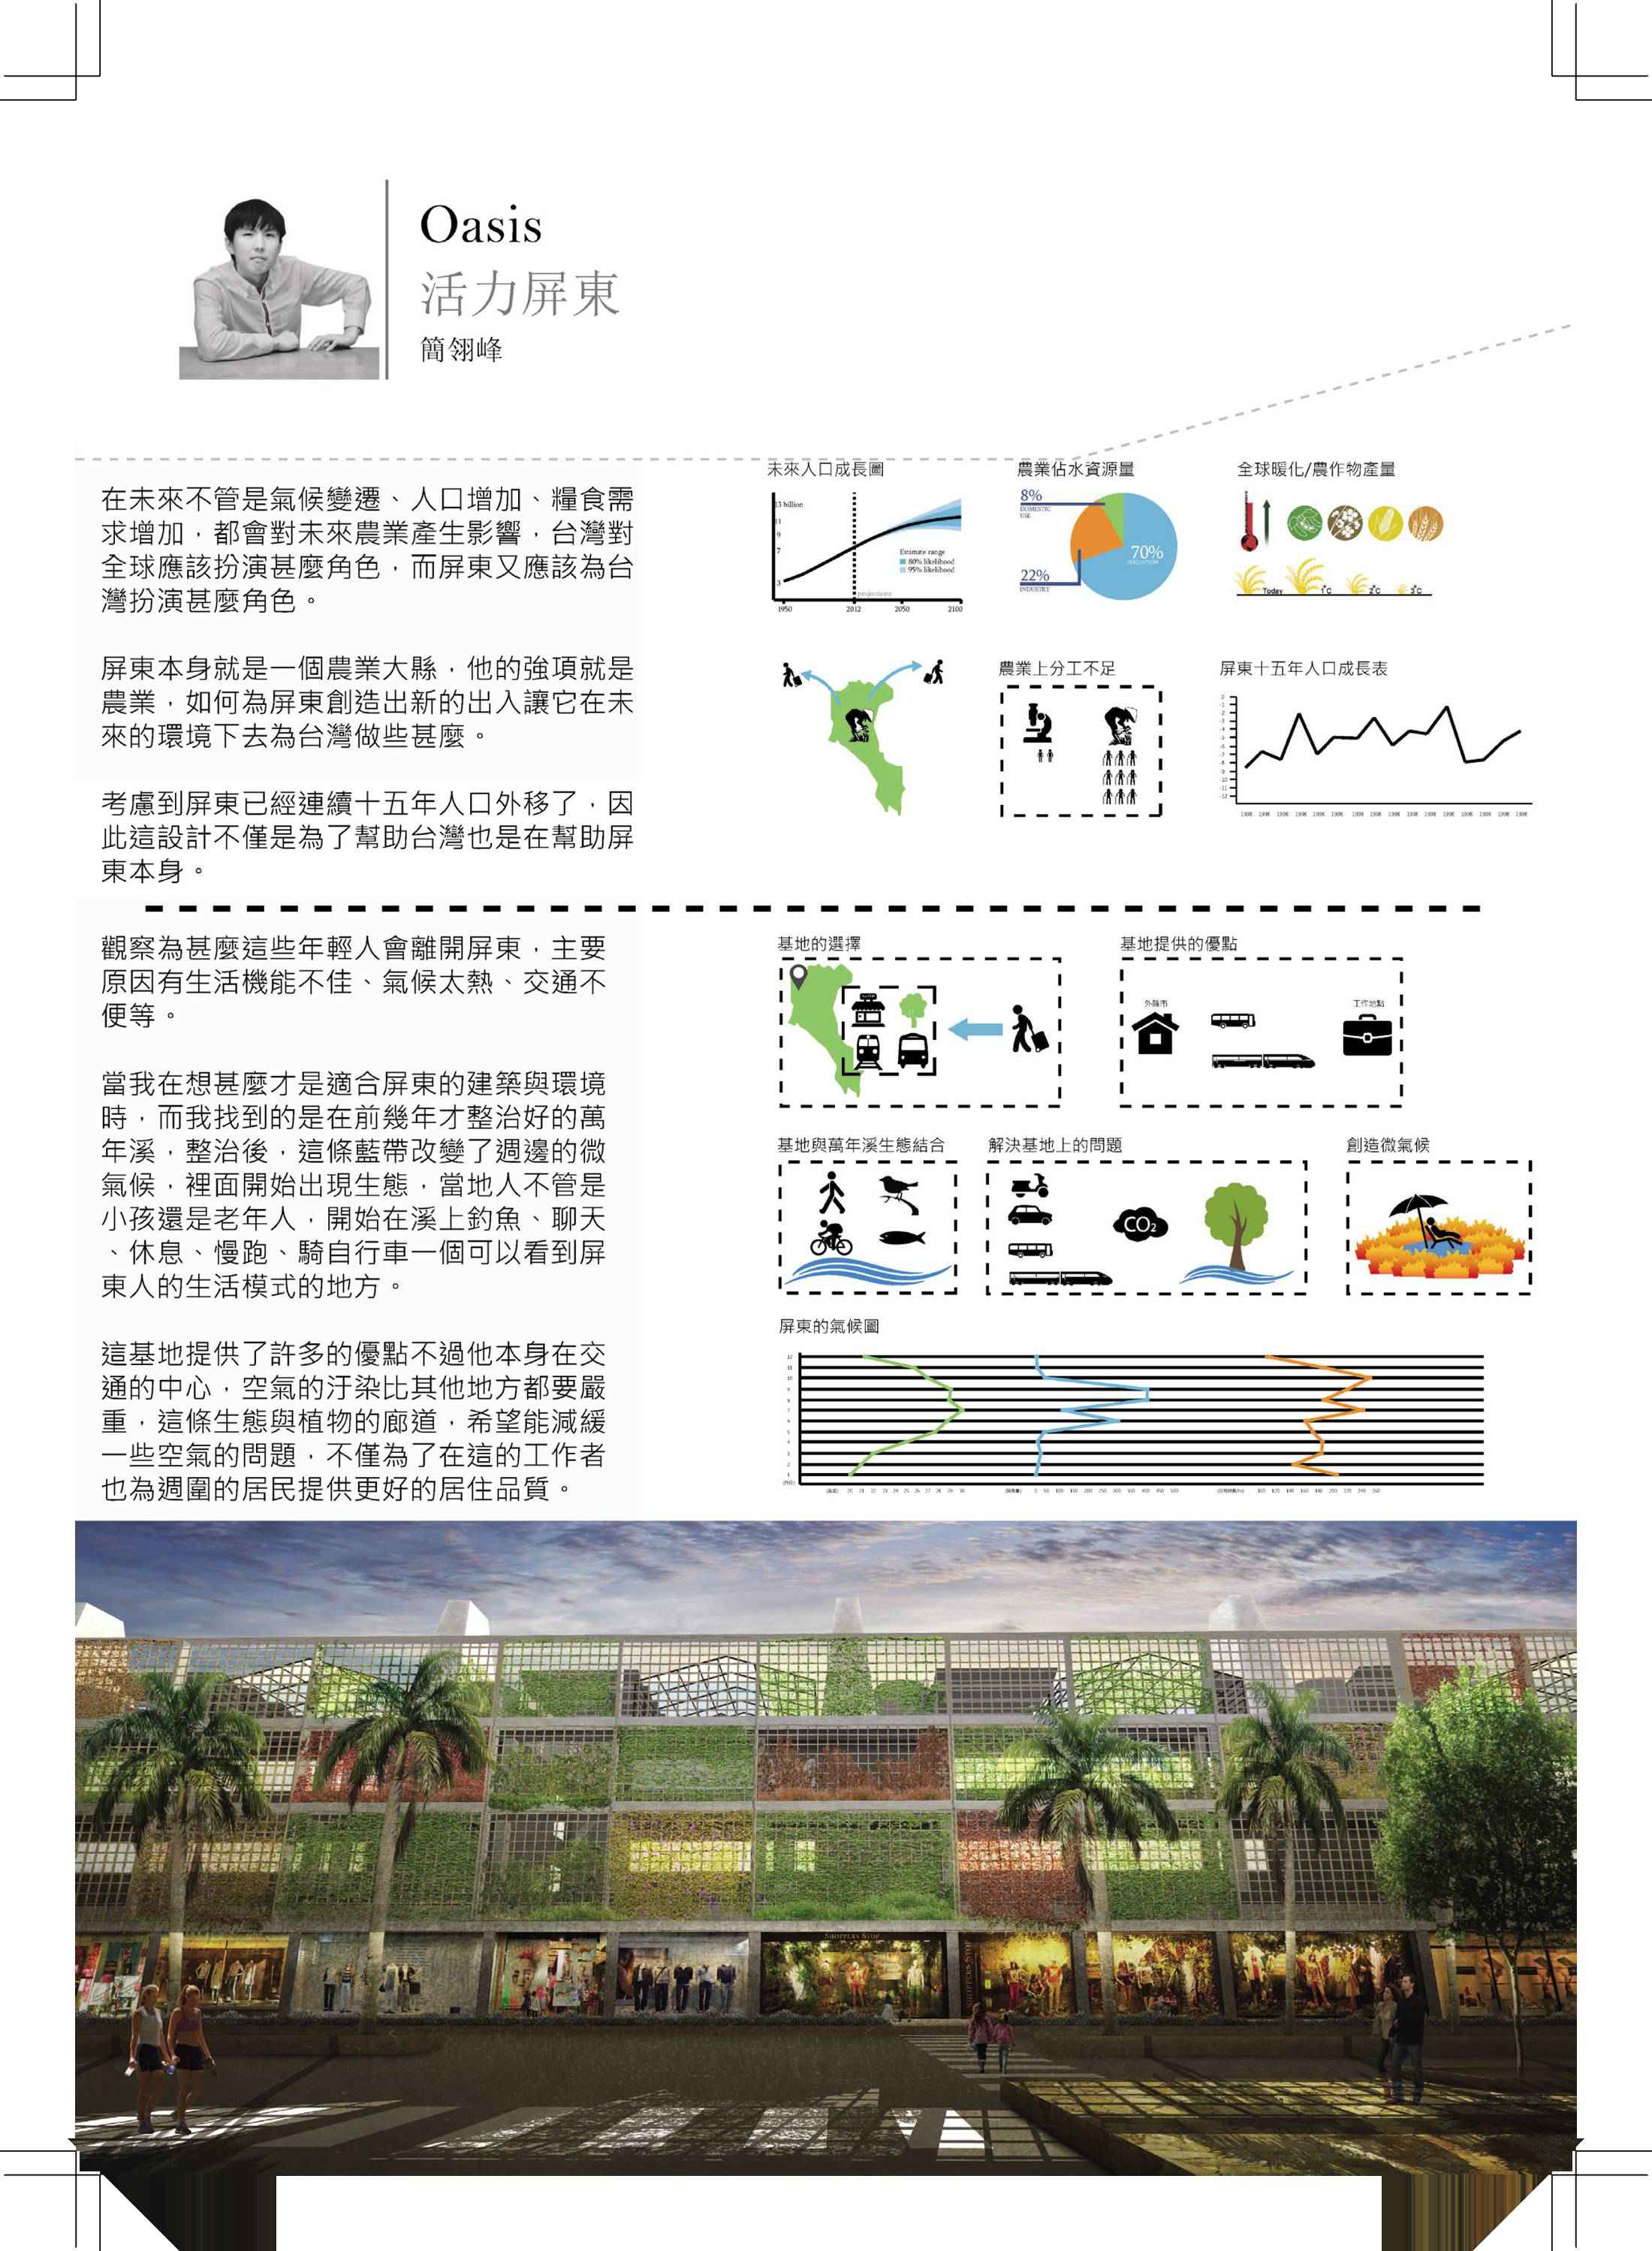 Oasis
活力屏東
簡翎峰
在未來不管是氣候變遷、人口增加、糧食需
求增加，都會對未來農業產生影響，台灣對
全球應該扮演甚麼角色，而屏東又應該為台
灣扮演甚麼角色。
屏東本身就是一個農業大縣，他的強項就是
農業，如何為屏東創造出新的出入讓它在未
來的環境下去為台灣做些甚麼。
考慮到屏東已經連續十五年人口外移了，因
此這設計不僅是為了幫助台灣也是在幫助屏
東本身。
未來人口成長圖
13 billion
11
9
7
3
Estimate range
80% likelihood
95% likelihood
projections
1950 2012 2050 2100
農業佔水資源量
8%
DOMESTIC
USE
70%
IRRIGATION
22%
INDUSTRY
全球暖化/農作物產量
Today 1°C 2°C 3°C
農業上分工不足
屏東十五年人口成長表
觀察為甚麼這些年輕人會離開屏東，主要
原因有生活機能不佳、氣候太熱、交通不
便等。
當我在想甚麼才是適合屏東的建築與環境
時，而我找到的是在前幾年才整治好的萬
年溪，整治後，這條藍帶改變了週邊的微
氣候，裡面開始出現生態，當地人不管是
小孩還是老年人，開始在溪上釣魚、聊天
、休息、慢跑、騎自行車一個可以看到屏
東人的生活模式的地方。
這基地提供了許多的優點不過他本身在交
通的中心，空氣的汙染比其他地方都要嚴
重，這條生態與植物的廊道，希望能減緩
一些空氣的問題，不僅為了在這的工作者
也為週圍的居民提供更好的居住品質。
基地的選擇
基地提供的優點
外縣市
工作地點
基地與萬年溪生態結合
解決基地上的問題
CO2
創造微氣候
屏東的氣候圖
12
11
10
9
8
7
6
5
4
3
2
1
SHOPPERS STOP
SHOPPERS STOP